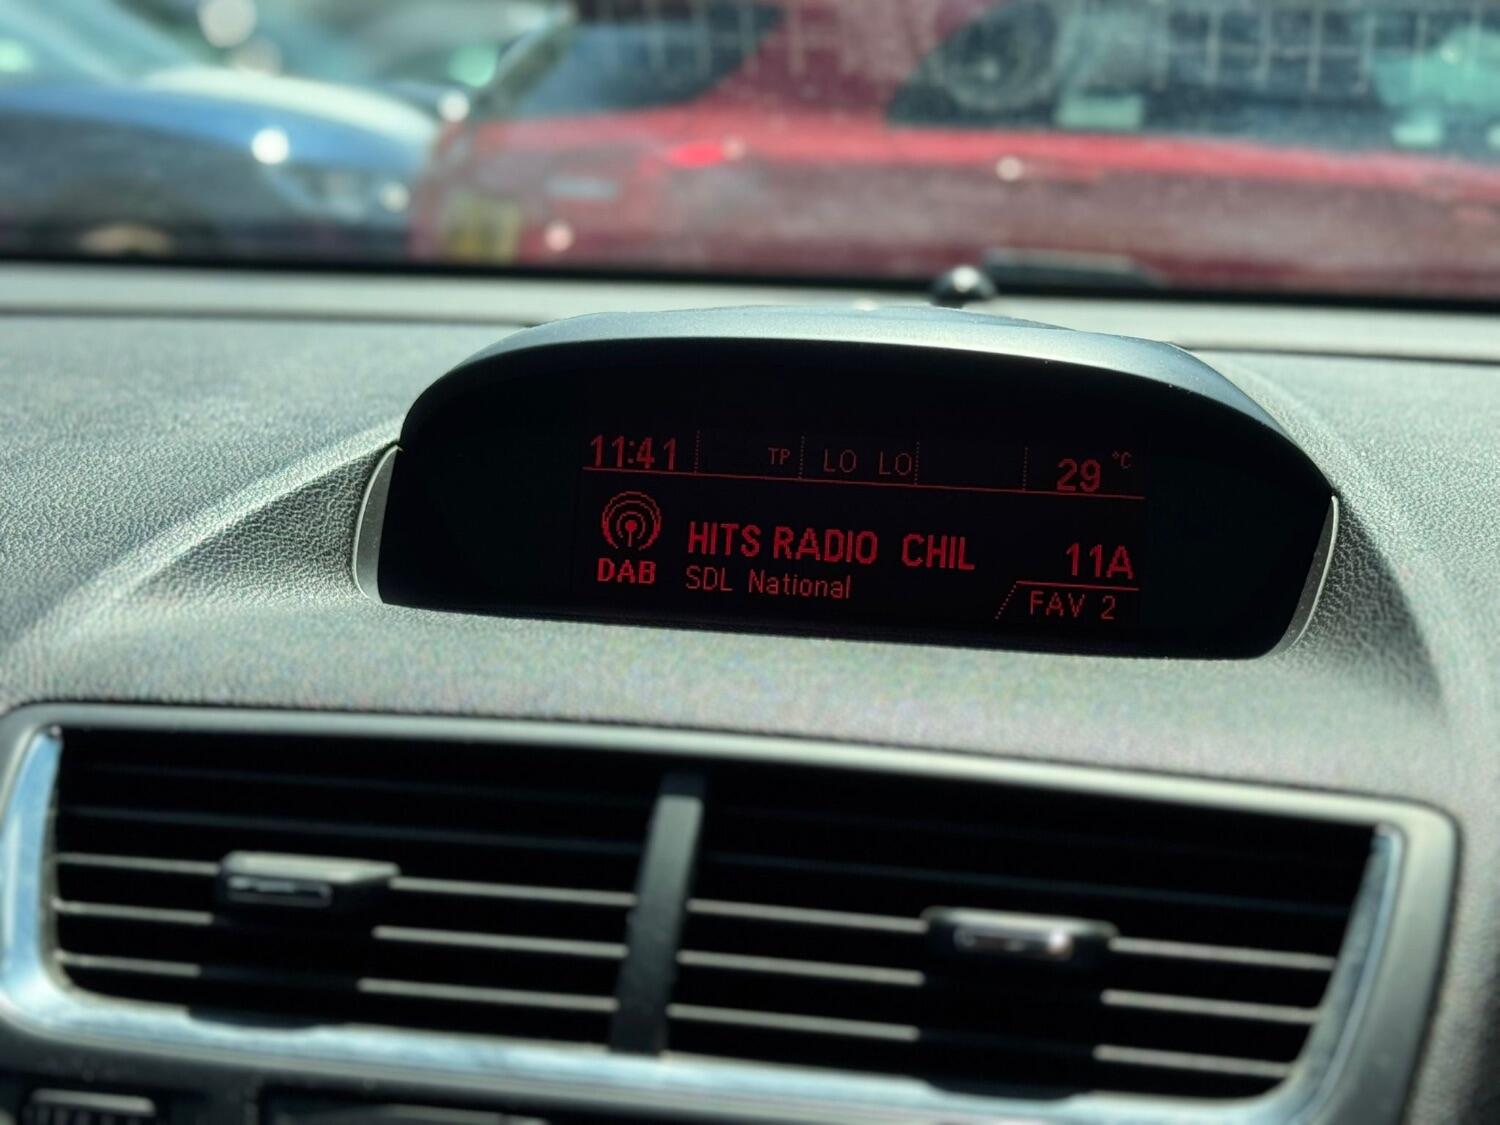 11:41 TP LO LO 29 °C
HITS RADIO CHIL 11A
DAB SDL National FAV 2